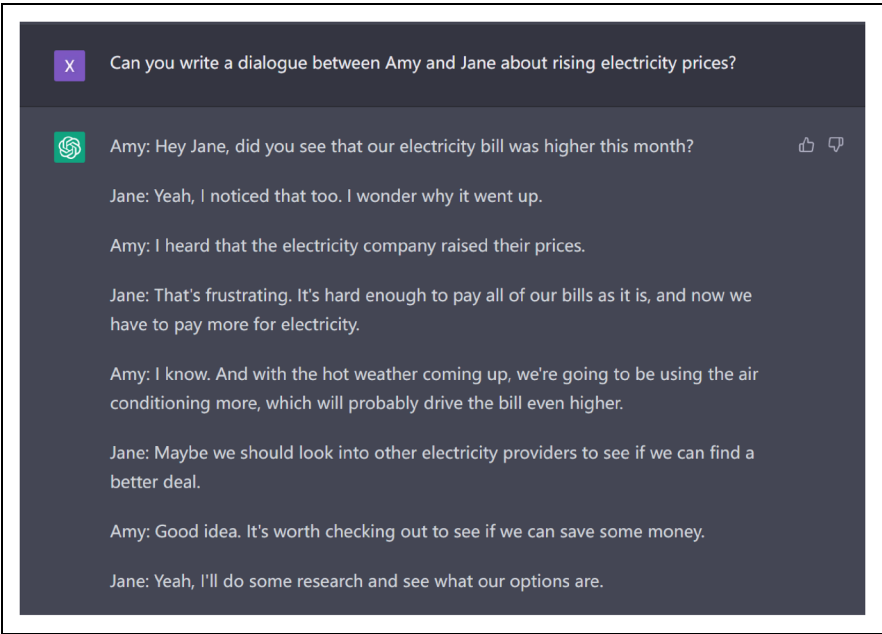 X
Can you write a dialogue between Amy and Jane about rising electricity prices?
Amy: Hey Jane, did you see that our electricity bill was higher this month?
Jane: Yeah, I noticed that too. I wonder why it went up.
Amy: I heard that the electricity company raised their prices.
Jane: That's frustrating. It's hard enough to pay all of our bills as it is, and now we
have to pay more for electricity.
Amy: I know. And with the hot weather coming up, we're going to be using the air
conditioning more, which will probably drive the bill even higher.
Jane: Maybe we should look into other electricity providers to see if we can find a
better deal.
Amy: Good idea. It's worth checking out to see if we can save some money.
Jane: Yeah, I'll do some research and see what our options are.